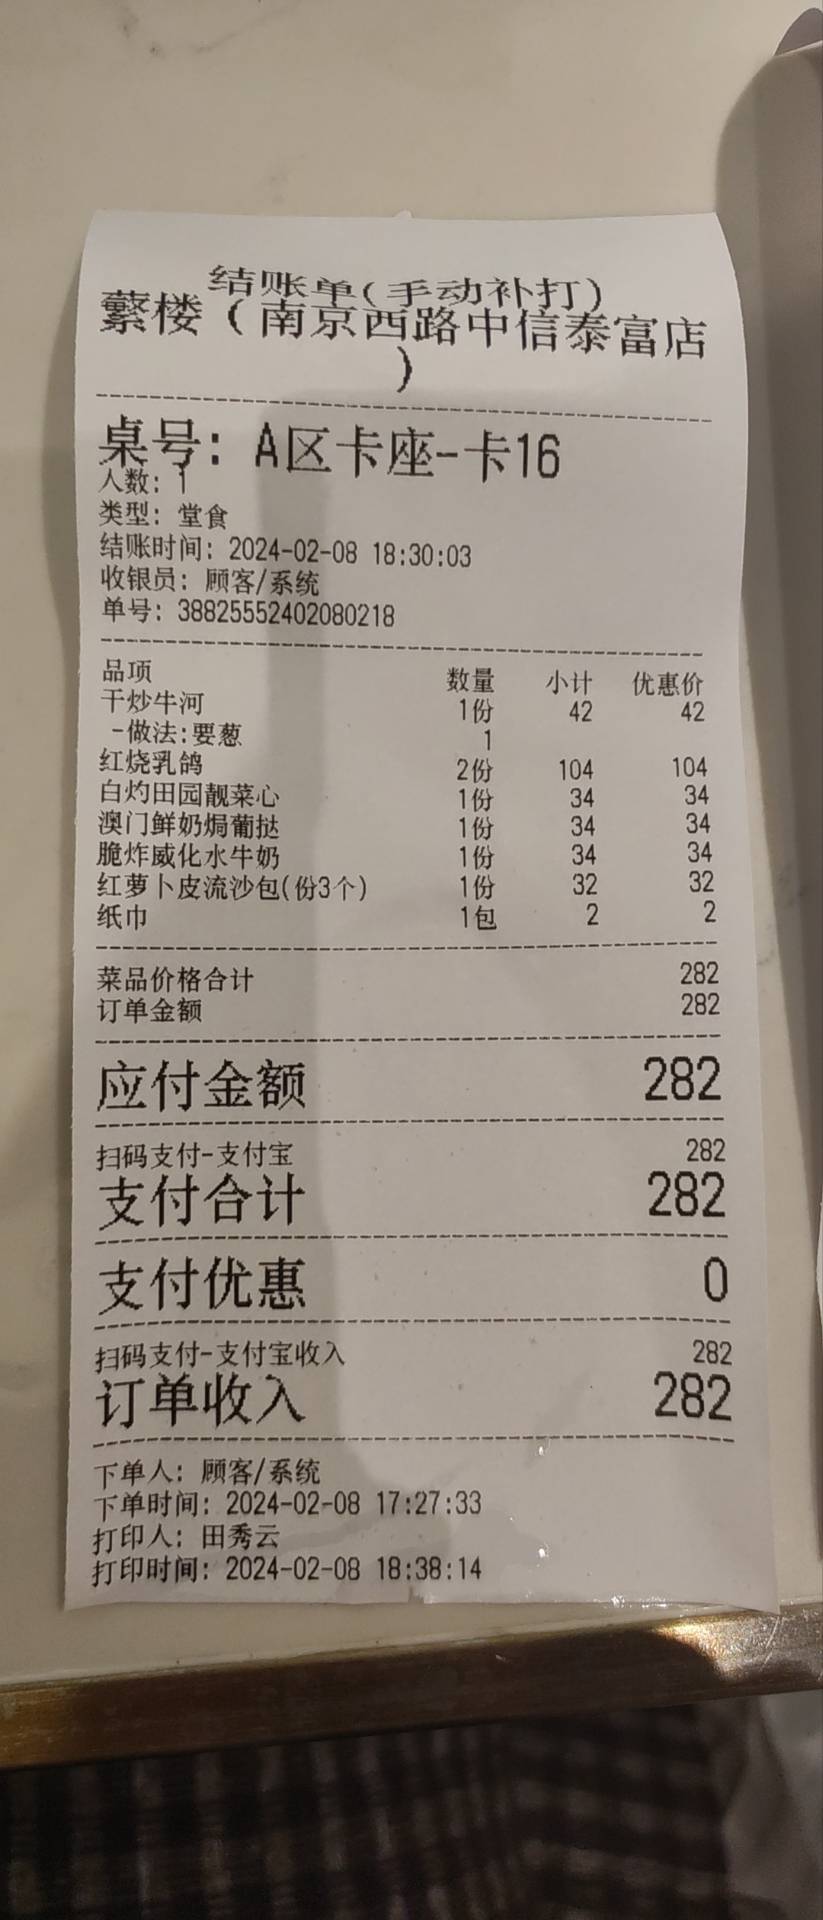 结账单(手动补打)
蘩楼(南京西路中信泰富店
)
桌号: A区卡座-卡16
人数: 1
类型: 堂食
结账时间: 2024-02-08 18:30:03
收银员: 顾客/系统
单号: 38825552402080218
品项 数量 小计 优惠价
干炒牛河 1份 42 42
-做法:要葱 1
红烧乳鸽 2份 104 104
白灼田园靓菜心 1份 34 34
澳门鲜奶焗葡挞 1份 34 34
脆炸威化水牛奶 1份 34 34
红萝卜皮流沙包(份3个) 1份 32 32
纸巾 1包 2 2
菜品价格合计 282
订单金额 282
应付金额 282
扫码支付-支付宝 282
支付合计 282
支付优惠 0
扫码支付-支付宝收入 282
订单收入 282
下单人: 顾客/系统
下单时间: 2024-02-08 17:27:33
打印人: 田秀云
打印时间: 2024-02-08 18:38:14